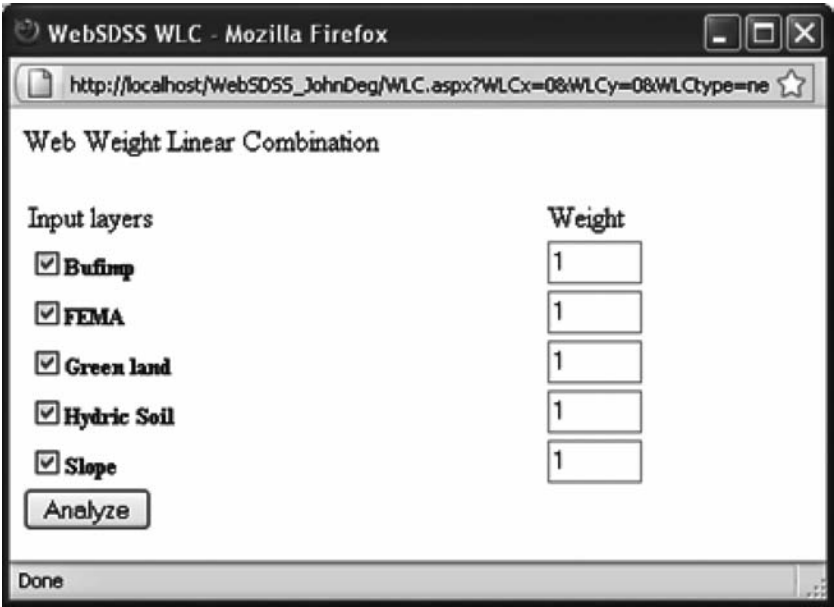 WebSDSS WLC - Mozilla Firefox
http://localhost/WebSDSS_JohnDeg/WLC.aspx?WLCx=0&WLCy=0&WLCtype=ne
Web Weight Linear Combination
Input layers Weight
Bufimp 1
FEMA 1
Green land 1
Hydric Soil 1
Slope 1
Analyze
Done